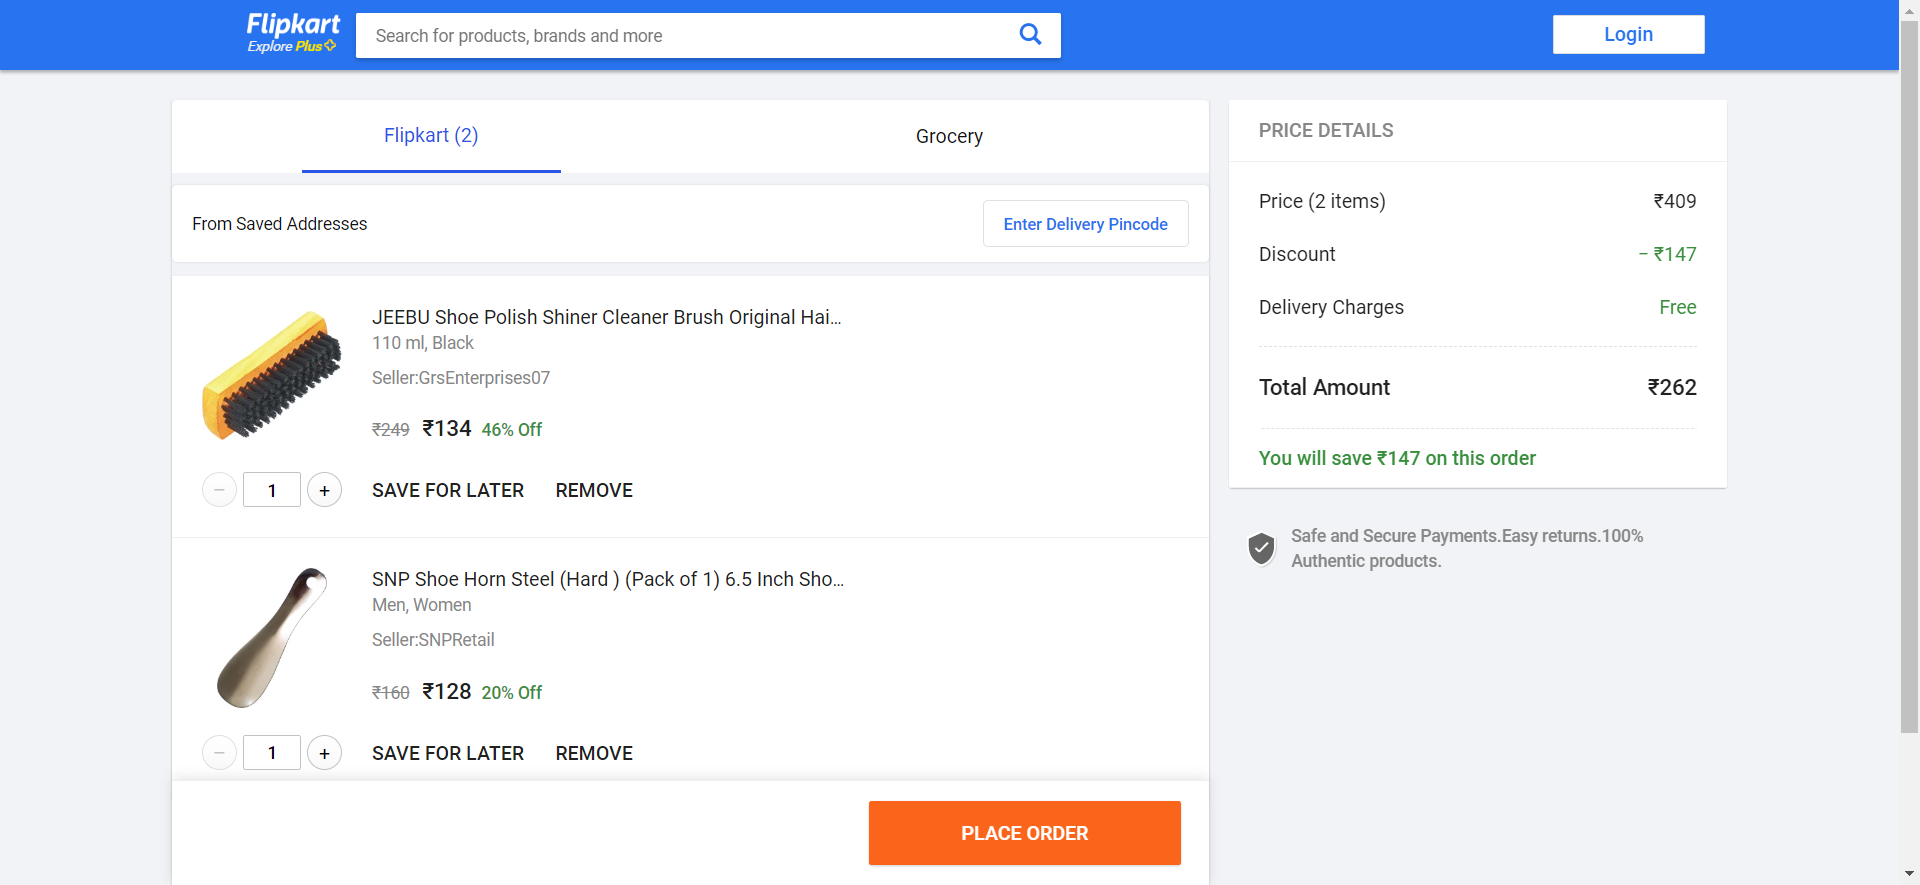 Flipkart
Explore Plus
Search for products, brands and more
Login
Flipkart (2)
Grocery
From Saved Addresses
Enter Delivery Pincode
JEEBU Shoe Polish Shiner Cleaner Brush Original Hai...
110 ml, Black
Seller:GrsEnterprises07
₹249 ₹134 46% Off
− 1 + SAVE FOR LATER REMOVE
SNP Shoe Horn Steel (Hard ) (Pack of 1) 6.5 Inch Sho...
Men, Women
Seller:SNPRetail
₹160 ₹128 20% Off
− 1 + SAVE FOR LATER REMOVE
PLACE ORDER
PRICE DETAILS
Price (2 items) ₹409
Discount − ₹147
Delivery Charges Free
Total Amount ₹262
You will save ₹147 on this order
Safe and Secure Payments.Easy returns.100%
Authentic products.